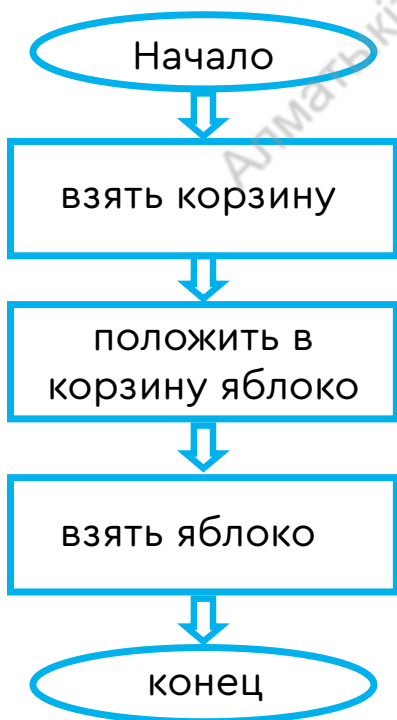 Начало
взять корзину
положить в
корзину яблоко
взять яблоко
конец